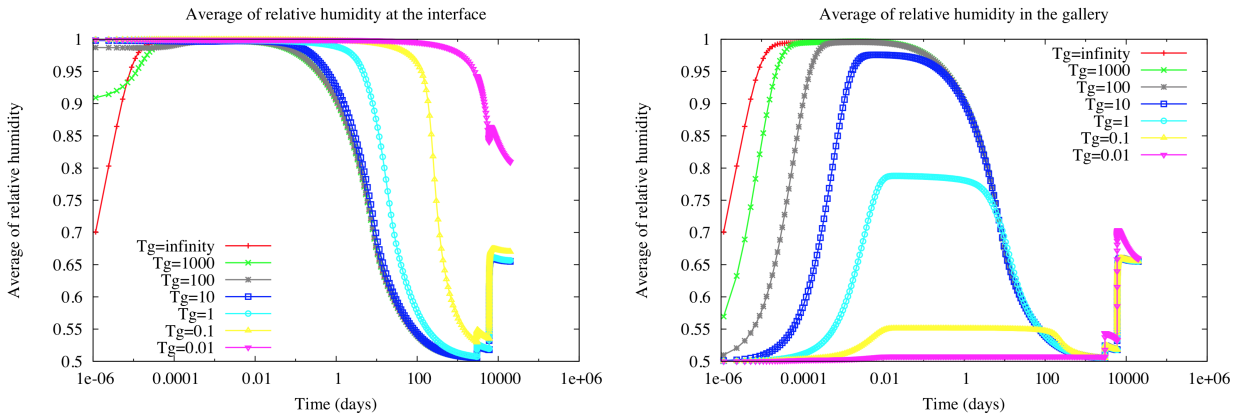 Average of relative humidity at the interface
Average of relative humidity
1
0.95
0.9
0.85
0.8
0.75
0.7
0.65
0.6
0.55
0.5
Tg=infinity
Tg=1000
Tg=100
Tg=10
Tg=1
Tg=0.1
Tg=0.01
1e-06
0.0001
0.01
1
100
10000
1e+06
Time (days)
Average of relative humidity in the gallery
Average of relative humidity
1
0.95
0.9
0.85
0.8
0.75
0.7
0.65
0.6
0.55
0.5
Tg=infinity
Tg=1000
Tg=100
Tg=10
Tg=1
Tg=0.1
Tg=0.01
1e-06
0.0001
0.01
1
100
10000
1e+06
Time (days)